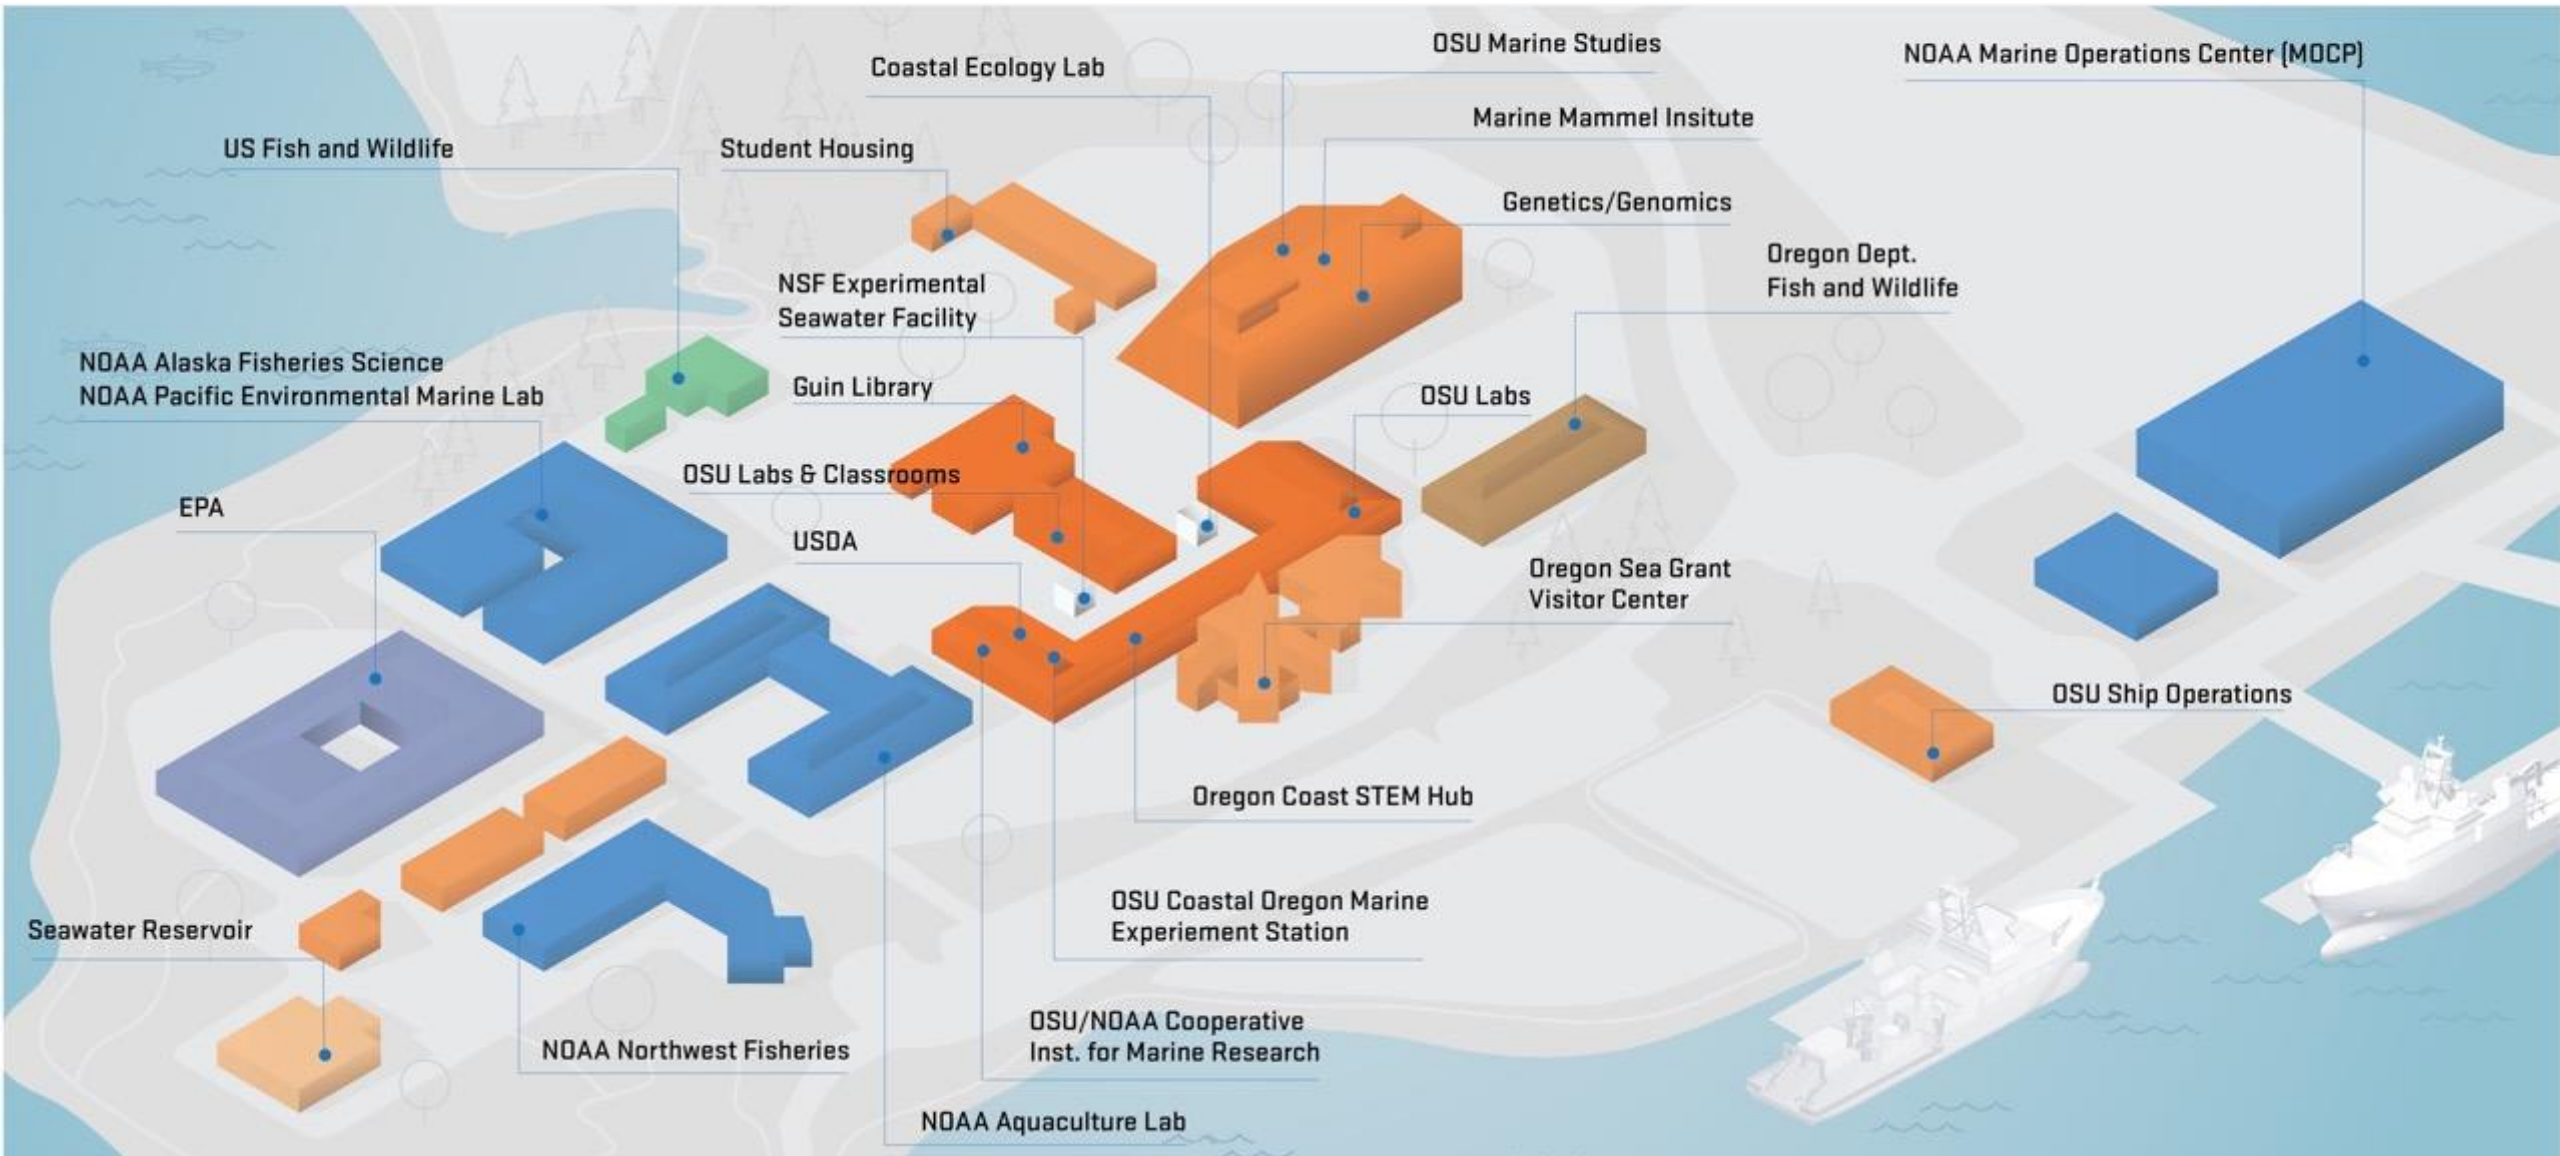 OSU Marine Studies
NOAA Marine Operations Center (MOCP)
Coastal Ecology Lab
Marine Mammel Insitute
US Fish and Wildlife
Student Housing
Genetics/Genomics
Oregon Dept.
Fish and Wildlife
NSF Experimental
Seawater Facility
NOAA Alaska Fisheries Science
NOAA Pacific Environmental Marine Lab
Guin Library
OSU Labs
OSU Labs & Classrooms
EPA
USDA
Oregon Sea Grant
Visitor Center
OSU Ship Operations
Oregon Coast STEM Hub
OSU Coastal Oregon Marine
Experiement Station
Seawater Reservoir
OSU/NOAA Cooperative
Inst. for Marine Research
NOAA Northwest Fisheries
NOAA Aquaculture Lab